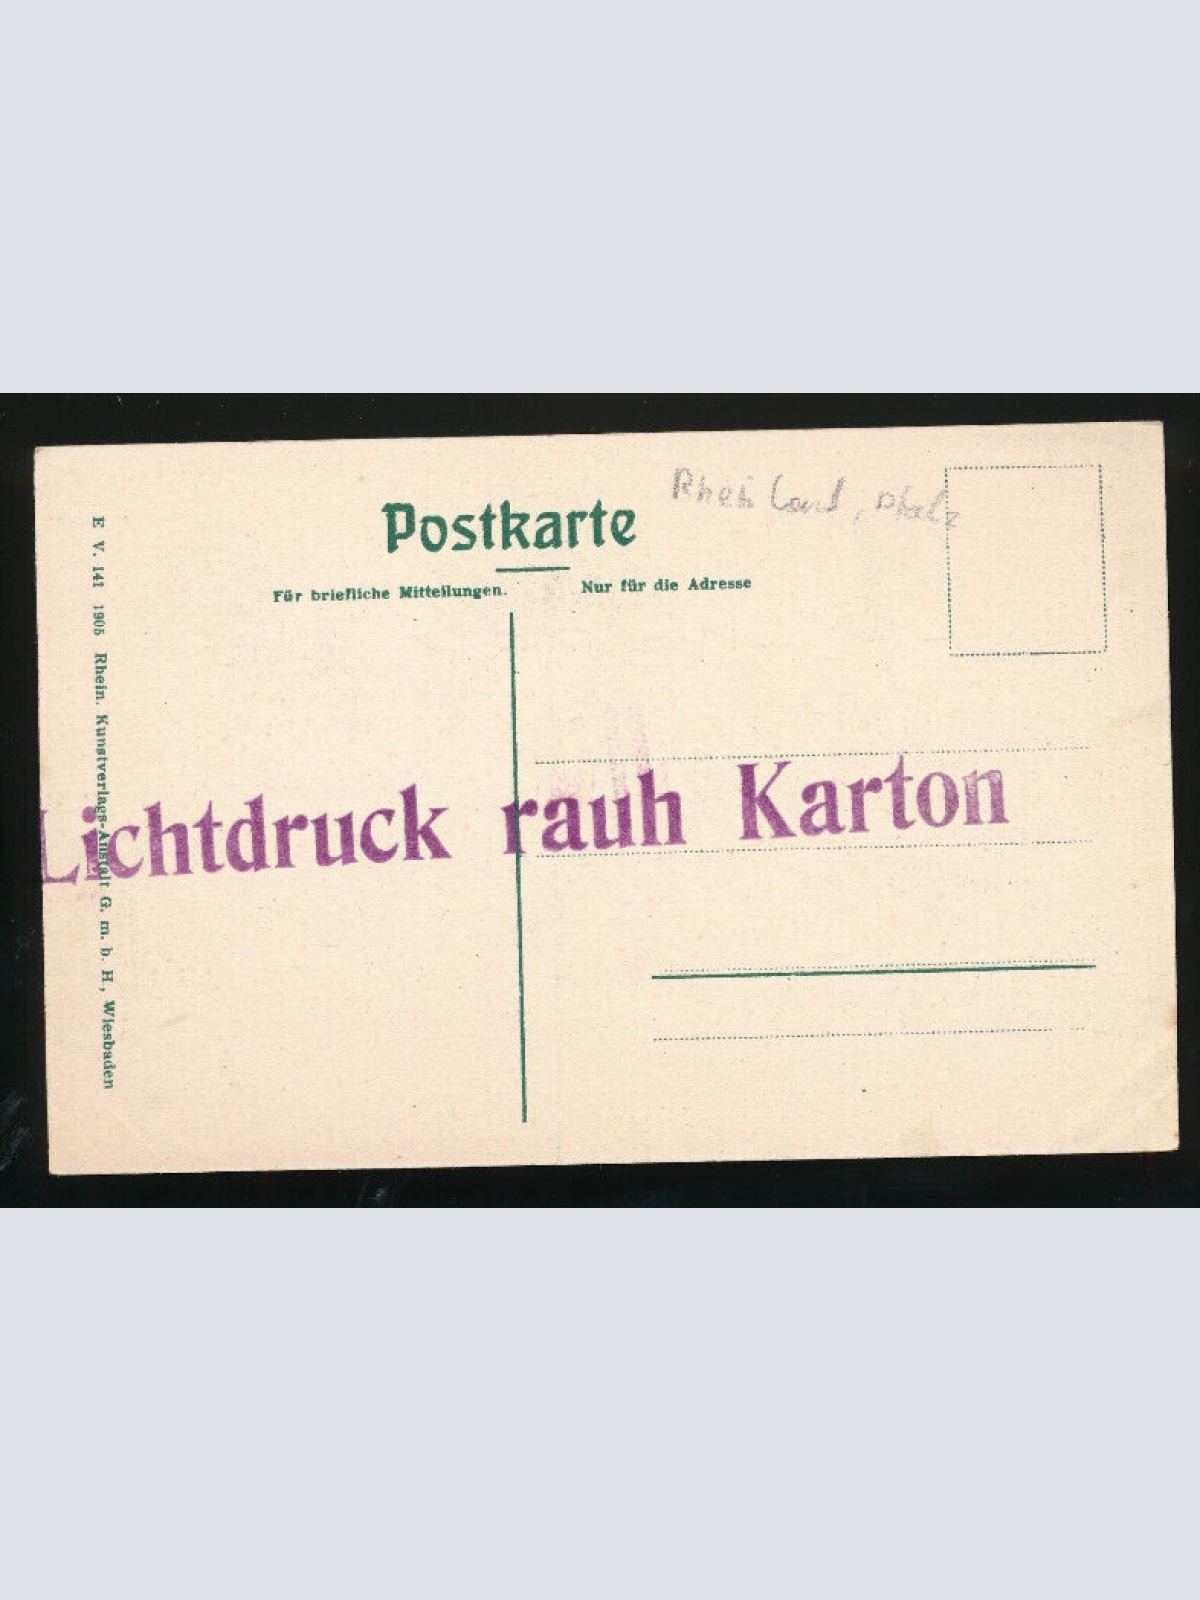 Rhein Land, Pfalz
Postkarte
Für briefliche Mitteilungen. Nur für die Adresse
Lichtdruck rauh Karton
E V. 141 1905 Rhein. Kunstverlags-Anstalt G. m. b. H., Wiesbaden